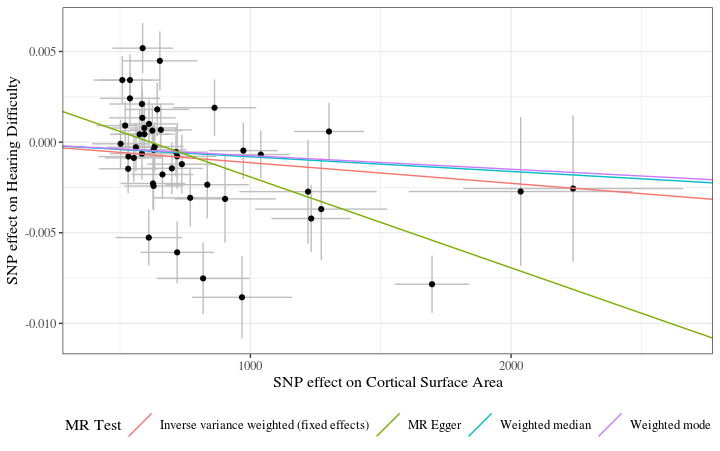 SNP effect on Hearing Difficulty
0.005
0.000
-0.005
-0.010
1000
2000
SNP effect on Cortical Surface Area
MR Test
Inverse variance weighted (fixed effects)
MR Egger
Weighted median
Weighted mode